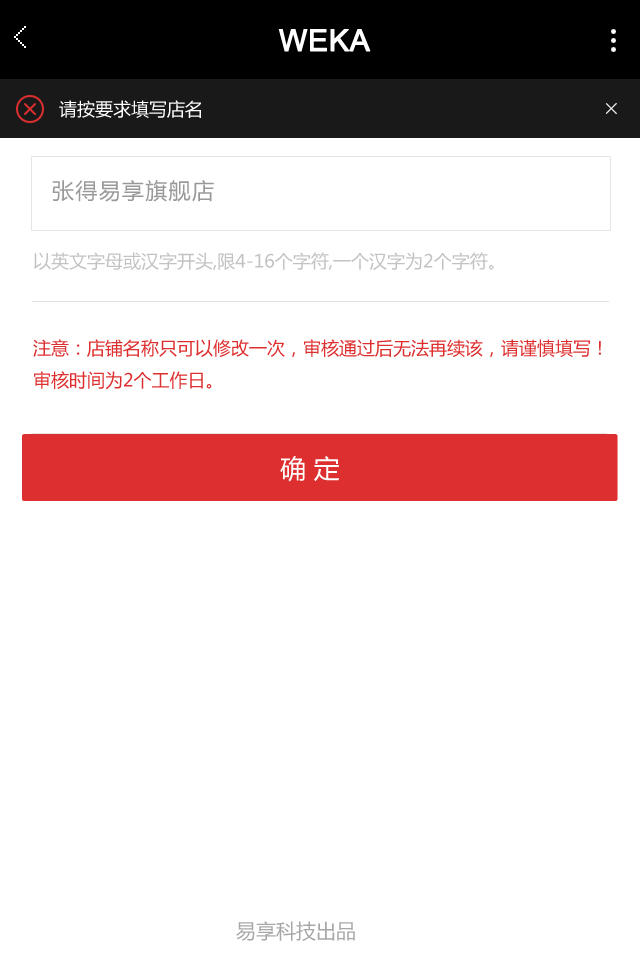 WEKA
请按要求填写店名
张得易享旗舰店
以英文字母或汉字开头,限4-16个字符,一个汉字为2个字符。
注意：店铺名称只可以修改一次，审核通过后无法再续该，请谨慎填写！
审核时间为2个工作日。
确 定
易享科技出品